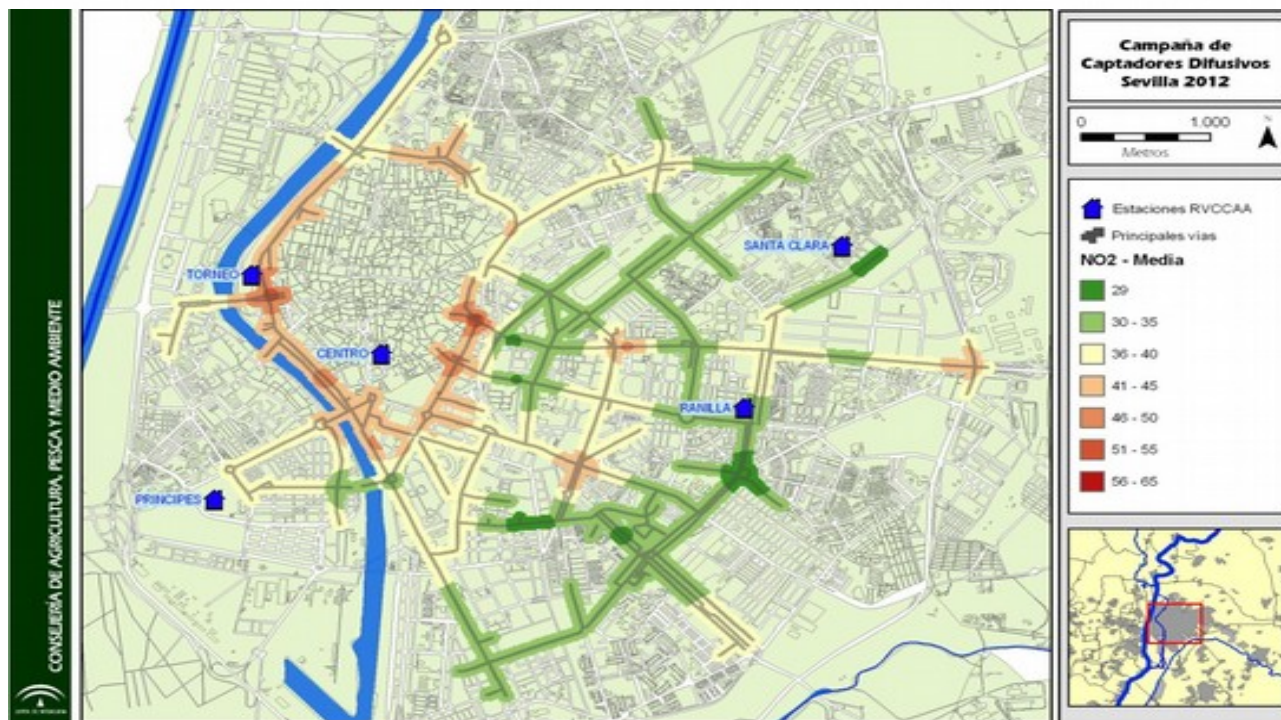 CONSEJERÍA DE AGRICULTURA, PESCA Y MEDIO AMBIENTE
TORNEO
CENTRO
SANTA CLARA
RANILLA
PRINCIPES
Campaña de
Captadores Difusivos
Sevilla 2012
0 1.000
Metros
Estaciones RVCCAA
Principales vías
NO2 - Media
29
30 - 35
36 - 40
41 - 45
46 - 50
51 - 55
56 - 65